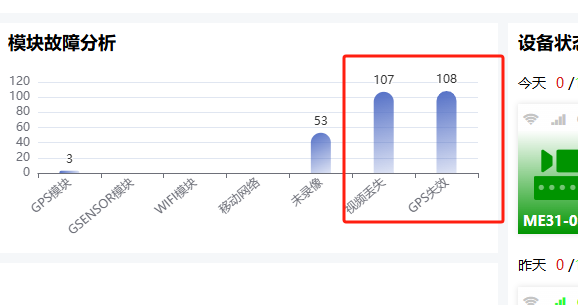 模块故障分析
120
100
80
60
40
20
0
3
53
107
108
GPS模块
GSENSOR模块
WIFI模块
移动网络
未录像
视频丢失
GPS失效
设备状态
今天 0 /
ME31-0
昨天 0 /